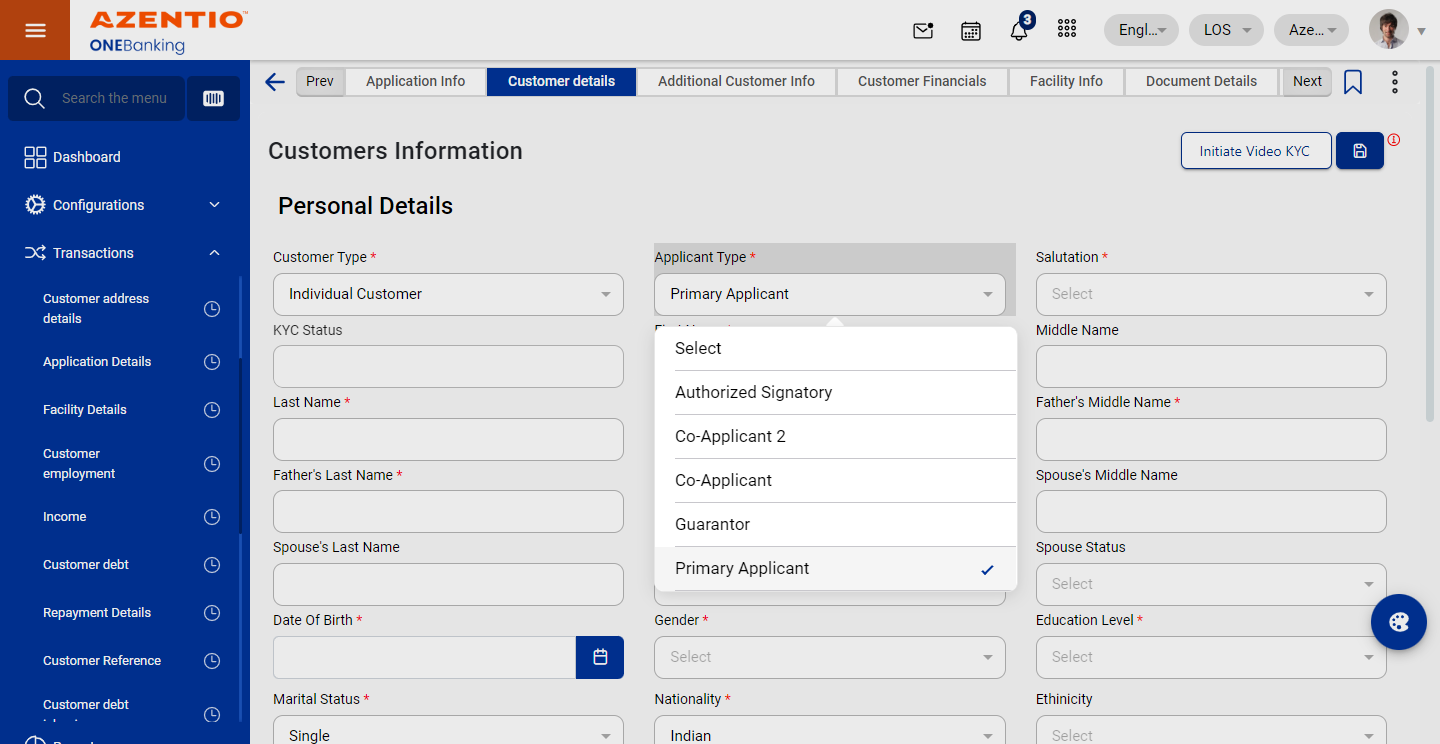 AZENTIO™
ONEBanking
3
Engl...
LOS
Aze...
Search the menu
Dashboard
Configurations
Transactions
Customer address
details
Application Details
Facility Details
Customer
employment
Income
Customer debt
Repayment Details
Customer Reference
Customer debt
Prev
Application Info
Customer details
Additional Customer Info
Customer Financials
Facility Info
Document Details
Next
Customers Information
Initiate Video KYC
Personal Details
Customer Type *
Applicant Type *
Salutation *
Individual Customer
Primary Applicant
Select
KYC Status
Middle Name
Select
Authorized Signatory
Co-Applicant 2
Co-Applicant
Guarantor
Primary Applicant
Last Name *
Father's Middle Name *
Father's Last Name *
Spouse's Middle Name
Spouse's Last Name
Spouse Status
Select
Date Of Birth *
Gender *
Education Level *
Select
Select
Marital Status *
Nationality *
Ethnicity
Single
Indian
Select